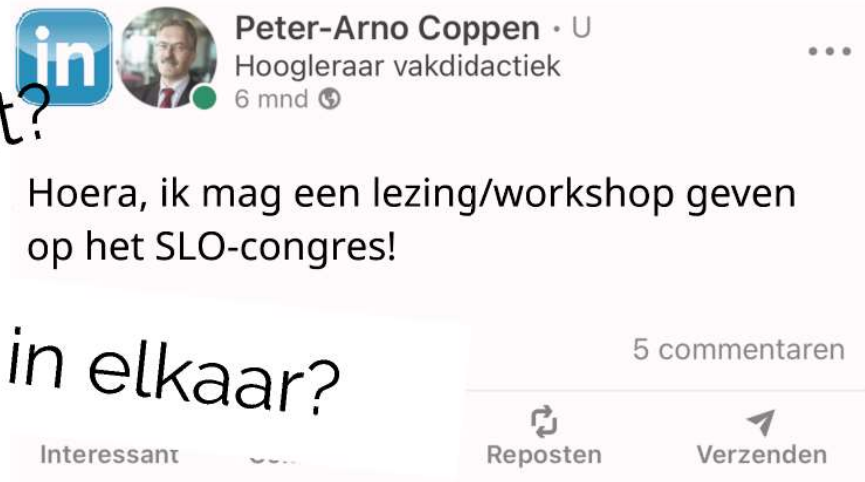 in
Peter-Arno Coppen · U
Hoogleraar vakdidactiek
6 mnd
t?
Hoera, ik mag een lezing/workshop geven
op het SLO-congres!
in elkaar?
5 commentaren
Interessant
Reposten
Verzenden